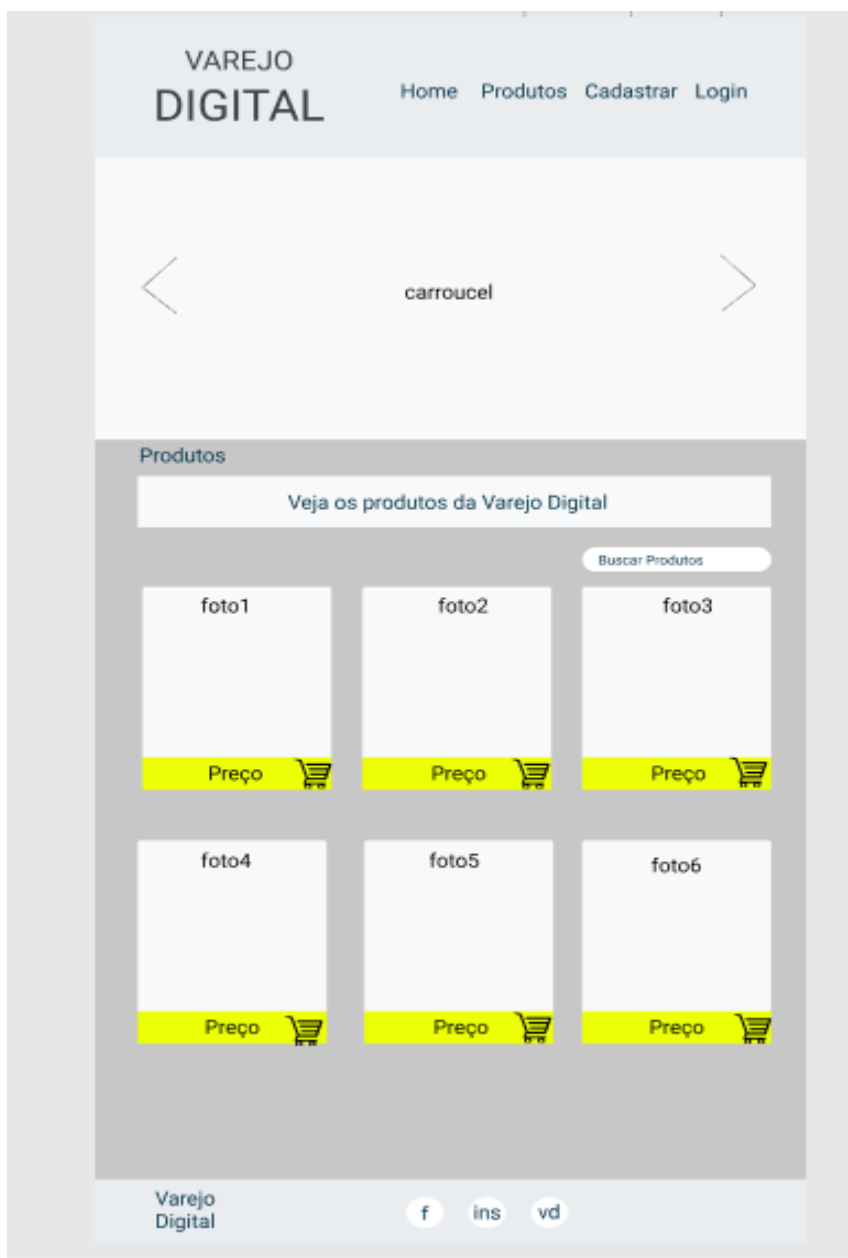 VAREJO
DIGITAL
Home Produtos Cadastrar Login
carroucel
Produtos
Veja os produtos da Varejo Digital
Buscar Produtos
foto1 foto2 foto3
Preço Preço Preço
foto4 foto5 foto6
Preço Preço Preço
Varejo
Digital
f ins vd